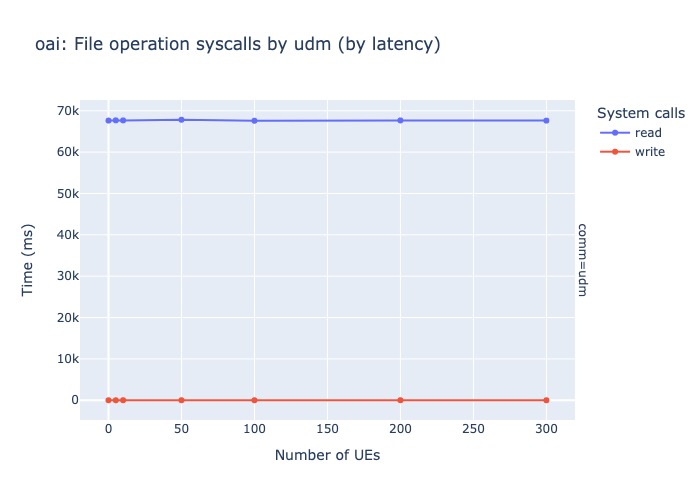 oai: File operation syscalls by udm (by latency)
System calls
read
write
70k
60k
50k
40k
30k
20k
10k
0
Time (ms)
comm=udm
0 50 100 150 200 250 300
Number of UEs